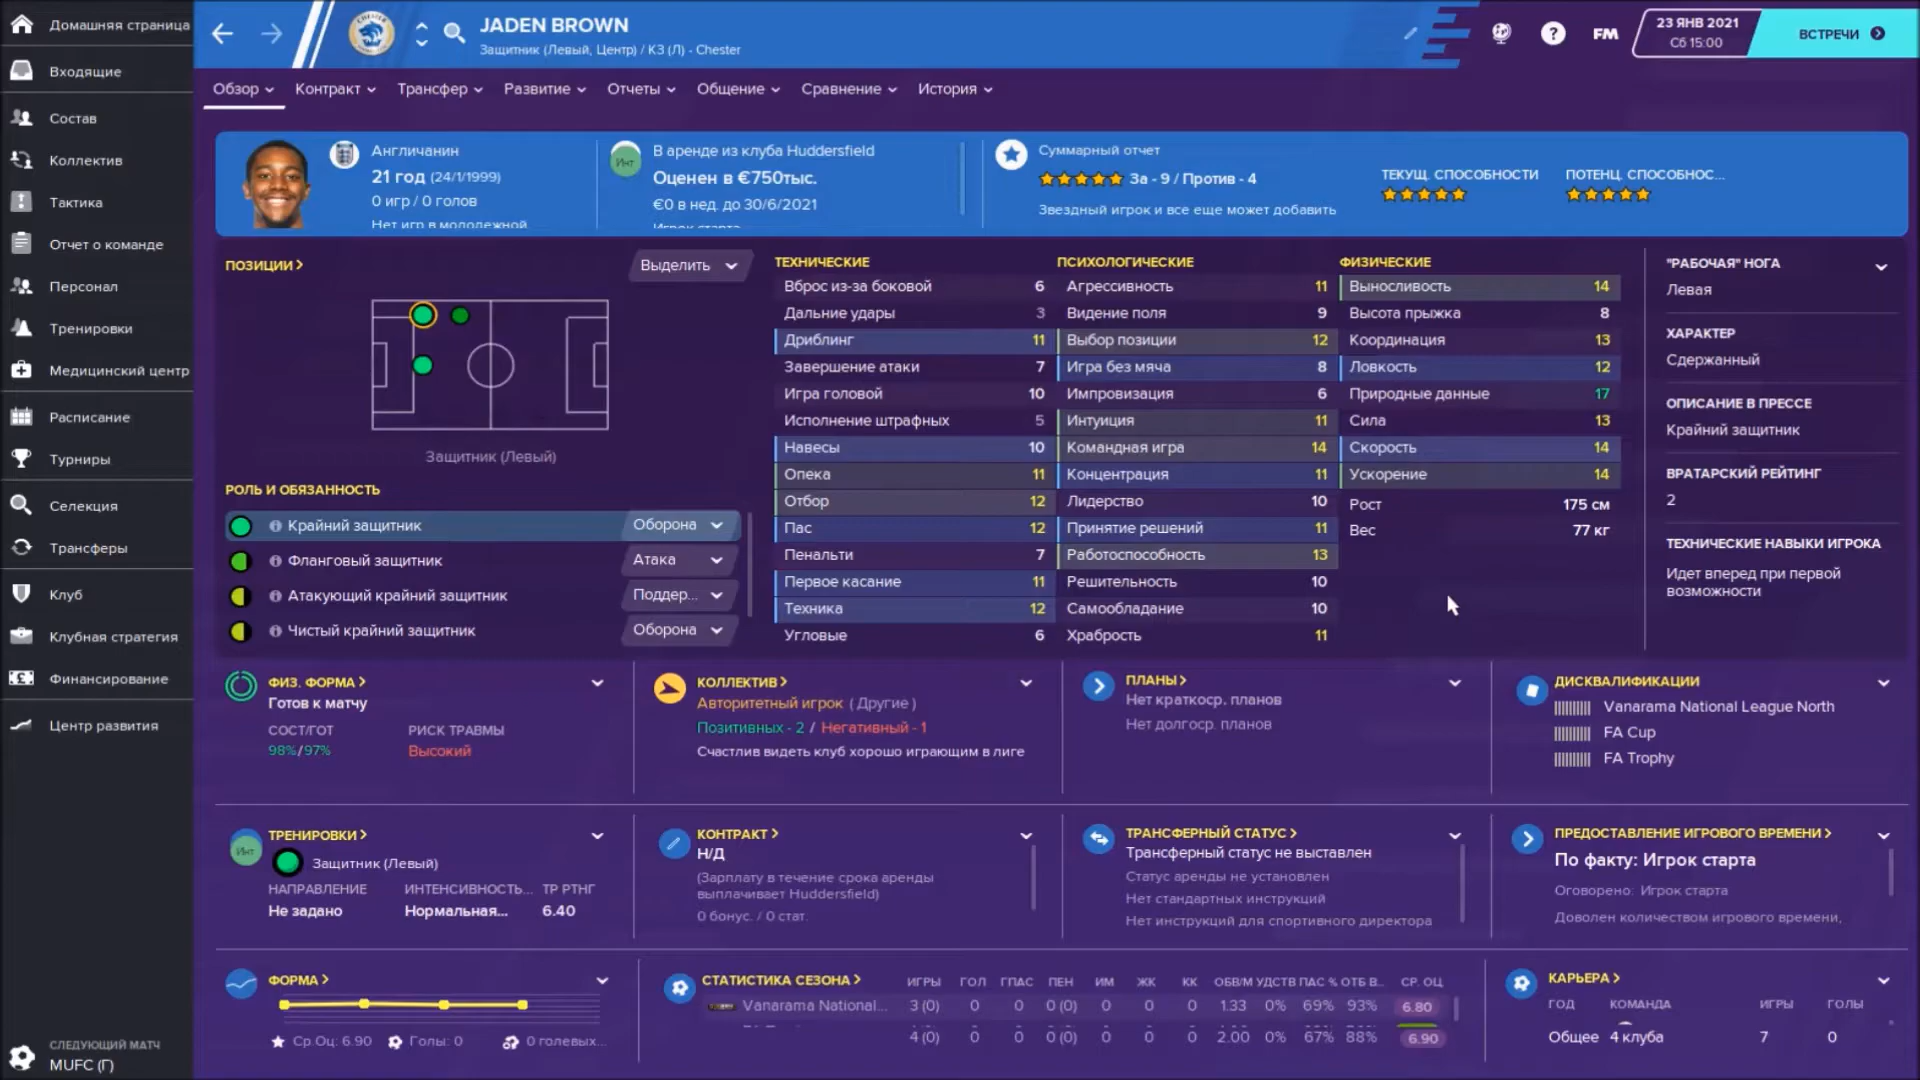 Домашняя страница
Входящие
Состав
Коллектив
Тактика
Отчет о команде
Персонал
Тренировки
Медицинский центр
Расписание
Турниры
Селекция
Трансферы
Клуб
Клубная стратегия
Финансирование
Центр развития
СЛЕДУЮЩИЙ МАТЧ
MUFC (Г)
JADEN BROWN
Защитник (Левый, Центр) / КЗ (Л) - Chester
FM
23 ЯНВ 2021
Сб 15:00
ВСТРЕЧИ
Обзор Контракт Трансфер Развитие Отчеты Общение Сравнение История
Англичанин
21 год (24/1/1999)
0 игр / 0 голов
Нет игр в молодежной
Инт
В аренде из клуба Huddersfield
Оценен в €750тыс.
€0 в нед. до 30/6/2021
Игрок старта
Суммарный отчет
За - 9 / Против - 4
Звездный игрок и все еще может добавить
ТЕКУЩ. СПОСОБНОСТИ
ПОТЕНЦ. СПОСОБНОС...
ПОЗИЦИИ
Выделить
Защитник (Левый)
РОЛЬ И ОБЯЗАННОСТЬ
Крайний защитник Оборона
Фланговый защитник Атака
Атакующий крайний защитник Поддер...
Чистый крайний защитник Оборона
ТЕХНИЧЕСКИЕ
Вброс из-за боковой 6
Дальние удары 3
Дриблинг 11
Завершение атаки 7
Игра головой 10
Исполнение штрафных 5
Навесы 10
Опека 11
Отбор 12
Пас 12
Пенальти 7
Первое касание 11
Техника 12
Угловые 6
ПСИХОЛОГИЧЕСКИЕ
Агрессивность 11
Видение поля 9
Выбор позиции 12
Игра без мяча 8
Импровизация 6
Интуиция 11
Командная игра 14
Концентрация 11
Лидерство 10
Принятие решений 11
Работоспособность 13
Решительность 10
Самообладание 10
Храбрость 11
ФИЗИЧЕСКИЕ
Выносливость 14
Высота прыжка 8
Координация 13
Ловкость 12
Природные данные 17
Сила 13
Скорость 14
Ускорение 14
Рост 175 см
Вес 77 кг
"РАБОЧАЯ" НОГА
Левая
ХАРАКТЕР
Сдержанный
ОПИСАНИЕ В ПРЕССЕ
Крайний защитник
ВРАТАРСКИЙ РЕЙТИНГ
2
ТЕХНИЧЕСКИЕ НАВЫКИ ИГРОКА
Идет вперед при первой
возможности
ФИЗ. ФОРМА
Готов к матчу
СОСТ/ГОТ РИСК ТРАВМЫ
98%/97% Высокий
КОЛЛЕКТИВ
Авторитетный игрок ( Другие )
Позитивных - 2 / Негативный - 1
Счастлив видеть клуб хорошо играющим в лиге
ПЛАНЫ
Нет краткоср. планов
Нет долгоср. планов
ДИСКВАЛИФИКАЦИИ
Vanarama National League North
FA Cup
FA Trophy
ТРЕНИРОВКИ
Инт
Защитник (Левый)
НАПРАВЛЕНИЕ ИНТЕНСИВНОСТЬ... ТР РТНГ
Не задано Нормальная... 6.40
КОНТРАКТ
Н/Д
(Зарплату в течение срока аренды
выплачивает Huddersfield)
0 бонус. / 0 стат.
ТРАНСФЕРНЫЙ СТАТУС
Трансферный статус не выставлен
Статус аренды не установлен
Нет стандартных инструкций
Нет инструкций для спортивного директора
ПРЕДОСТАВЛЕНИЕ ИГРОВОГО ВРЕМЕНИ
По факту: Игрок старта
Оговорено: Игрок старта
Доволен количеством игрового времени,
ФОРМА
Ср.Оц: 6.90 Голы: 0 0 голевых...
СТАТИСТИКА СЕЗОНА ИГРЫ ГОЛ ГПАС ПЕН ИМ ЖК КК ОБВ/М УДСТВ ПАС % ОТБ В... СР. ОЦ
Vanarama National... 3 (0) 0 0 0 (0) 0 0 0 1.33 0% 69% 93% 6.80
4 (0) 0 0 0 (0) 0 0 0 2.00 0% 67% 88% 6.90
КАРЬЕРА
ГОД КОМАНДА ИГРЫ ГОЛЫ
Общее 4 клуба 7 0